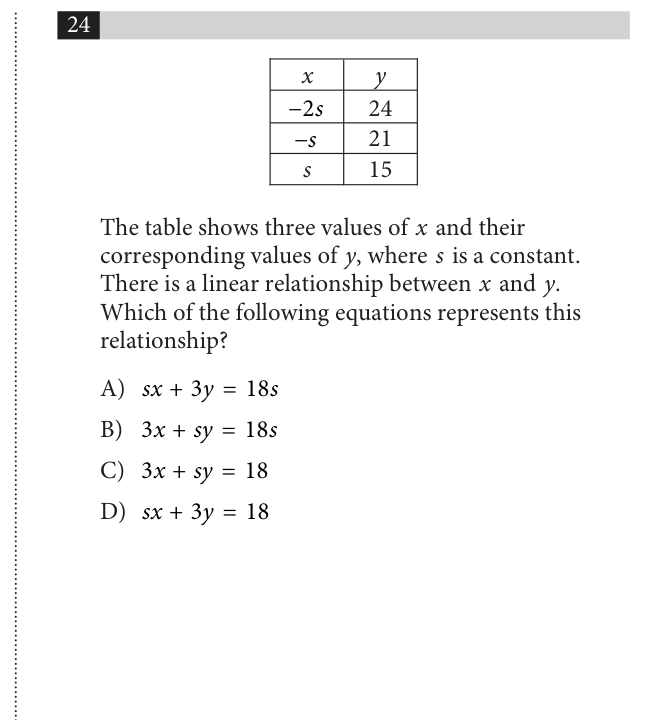 24
x y
−2s 24
−s 21
s 15
The table shows three values of x and their
corresponding values of y, where s is a constant.
There is a linear relationship between x and y.
Which of the following equations represents this
relationship?
A) sx + 3y = 18s
B) 3x + sy = 18s
C) 3x + sy = 18
D) sx + 3y = 18